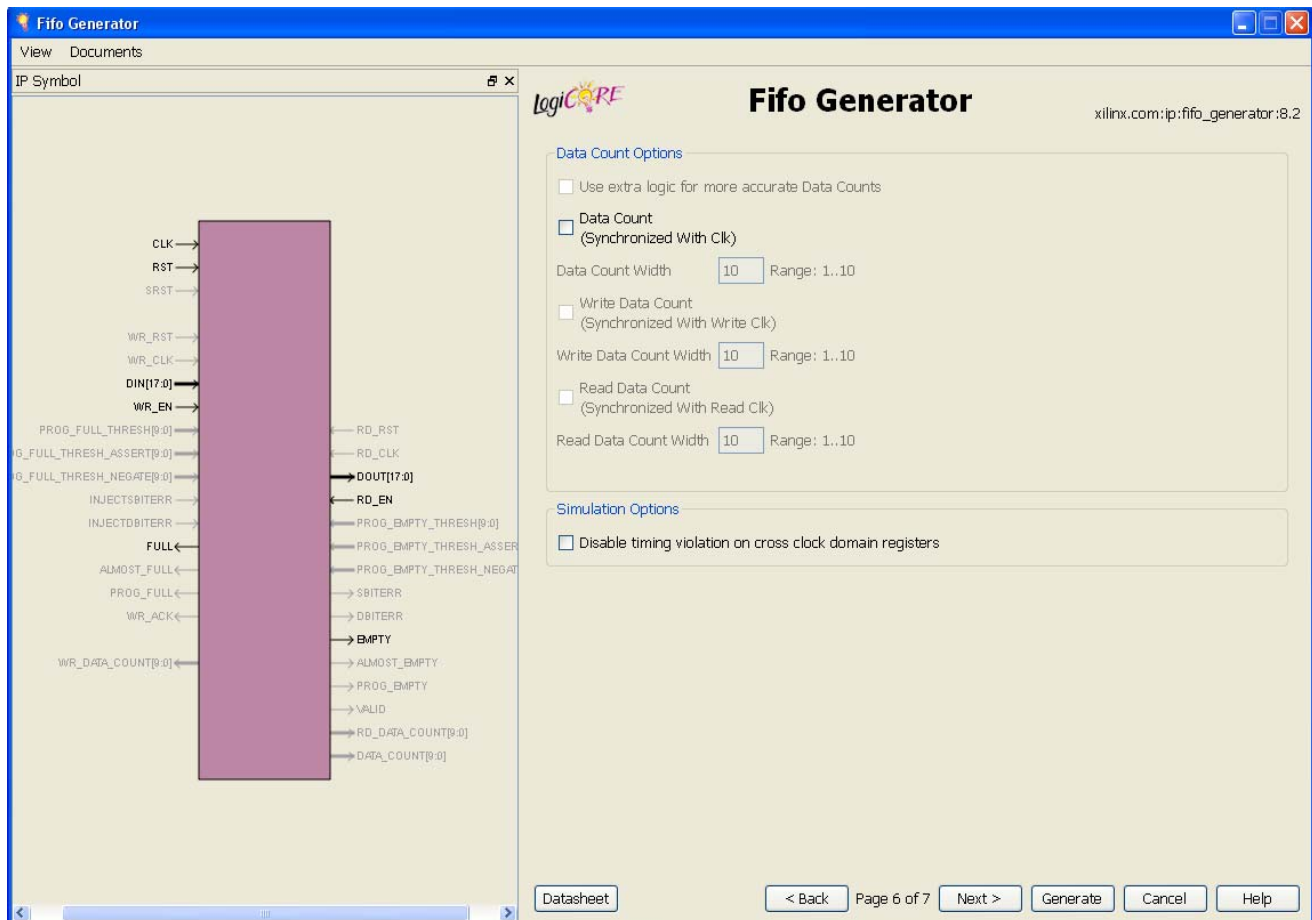 Fifo Generator
View Documents
IP Symbol
CLK
RST
SRST
WR_RST
WR_CLK
DIN[17:0]
WR_EN
PROG_FULL_THRESH[9:0]
G_FULL_THRESH_ASSERT[9:0]
G_FULL_THRESH_NEGATE[9:0]
INJECTSBITERR
INJECTDBITERR
FULL
ALMOST_FULL
PROG_FULL
WR_ACK
WR_DATA_COUNT[9:0]
RD_RST
RD_CLK
DOUT[17:0]
RD_EN
PROG_EMPTY_THRESH[9:0]
PROG_EMPTY_THRESH_ASSER
PROG_EMPTY_THRESH_NEGAT
SBITERR
DBITERR
EMPTY
ALMOST_EMPTY
PROG_EMPTY
VALID
RD_DATA_COUNT[9:0]
DATA_COUNT[9:0]
logiCORE
Fifo Generator
xilinx.com:ip:fifo_generator:8.2
Data Count Options
Use extra logic for more accurate Data Counts
Data Count
(Synchronized With Clk)
Data Count Width 10 Range: 1..10
Write Data Count
(Synchronized With Write Clk)
Write Data Count Width 10 Range: 1..10
Read Data Count
(Synchronized With Read Clk)
Read Data Count Width 10 Range: 1..10
Simulation Options
Disable timing violation on cross clock domain registers
Datasheet < Back Page 6 of 7 Next > Generate Cancel Help